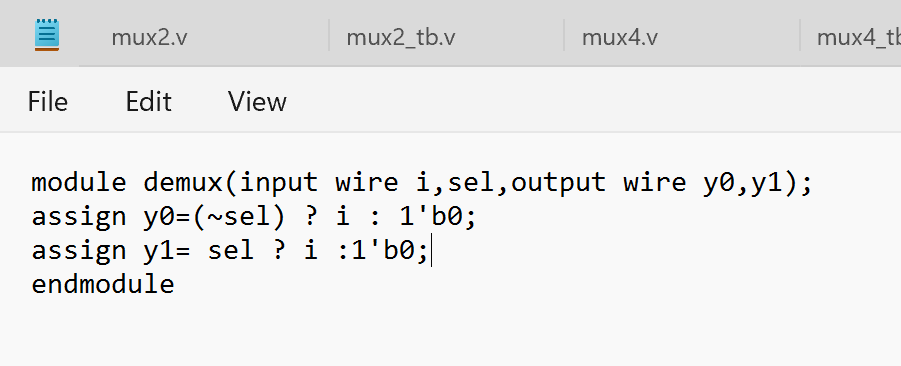 mux2.v mux2_tb.v mux4.v mux4_tb
File Edit View
module demux(input wire i,sel,output wire y0,y1);
assign y0=(~sel) ? i : 1'b0;
assign y1= sel ? i :1'b0;
endmodule